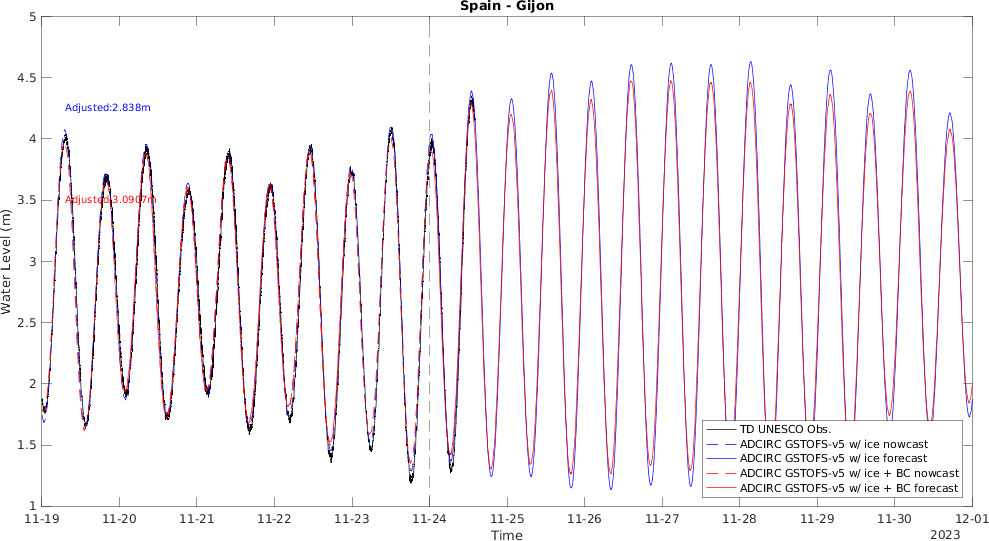 Spain - Gijon
5
4.5
4
3.5
3
2.5
2
1.5
1
Water Level (m)
Adjusted:2.838m
Adjusted:3.0907m
TD UNESCO Obs.
ADCIRC GSTOFS-v5 w/ ice nowcast
ADCIRC GSTOFS-v5 w/ ice forecast
ADCIRC GSTOFS-v5 w/ ice + BC nowcast
ADCIRC GSTOFS-v5 w/ ice + BC forecast
11-19 11-20 11-21 11-22 11-23 11-24 11-25 11-26 11-27 11-28 11-29 11-30 12-01
Time
2023